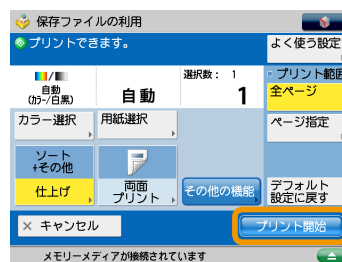 保存ファイルの利用
プリントできます。
よく使う設定
自動
(ｶﾗｰ/白黒)
自動
選択数： 1
1
プリント範囲
全ページ
カラー選択
用紙選択
ページ指定
ソート
+その他
仕上げ
両面
プリント
その他の機能
デフォルト
設定に戻す
× キャンセル
プリント開始
メモリーメディアが接続されています